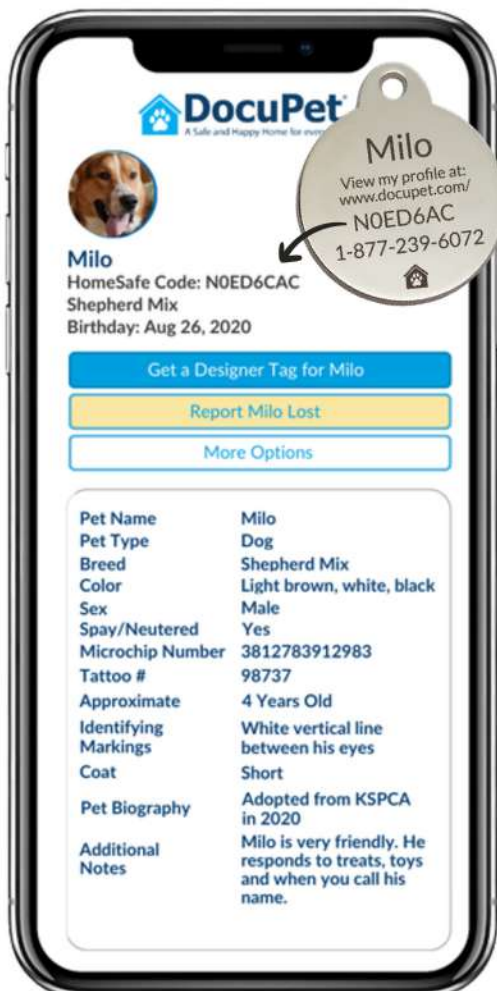 DocuPet
A Safe and Happy Home for ever
Milo
View my profile at:
www.docupet.com/
N0ED6AC
1-877-239-6072
Milo
HomeSafe Code: N0ED6CAC
Shepherd Mix
Birthday: Aug 26, 2020
Get a Designer Tag for Milo
Report Milo Lost
More Options
Pet Name Milo
Pet Type Dog
Breed Shepherd Mix
Color Light brown, white, black
Sex Male
Spay/Neutered Yes
Microchip Number 3812783912983
Tattoo # 98737
Approximate 4 Years Old
Identifying White vertical line
Markings between his eyes
Coat Short
Pet Biography Adopted from KSPCA
in 2020
Additional Milo is very friendly. He
Notes responds to treats, toys
and when you call his
name.